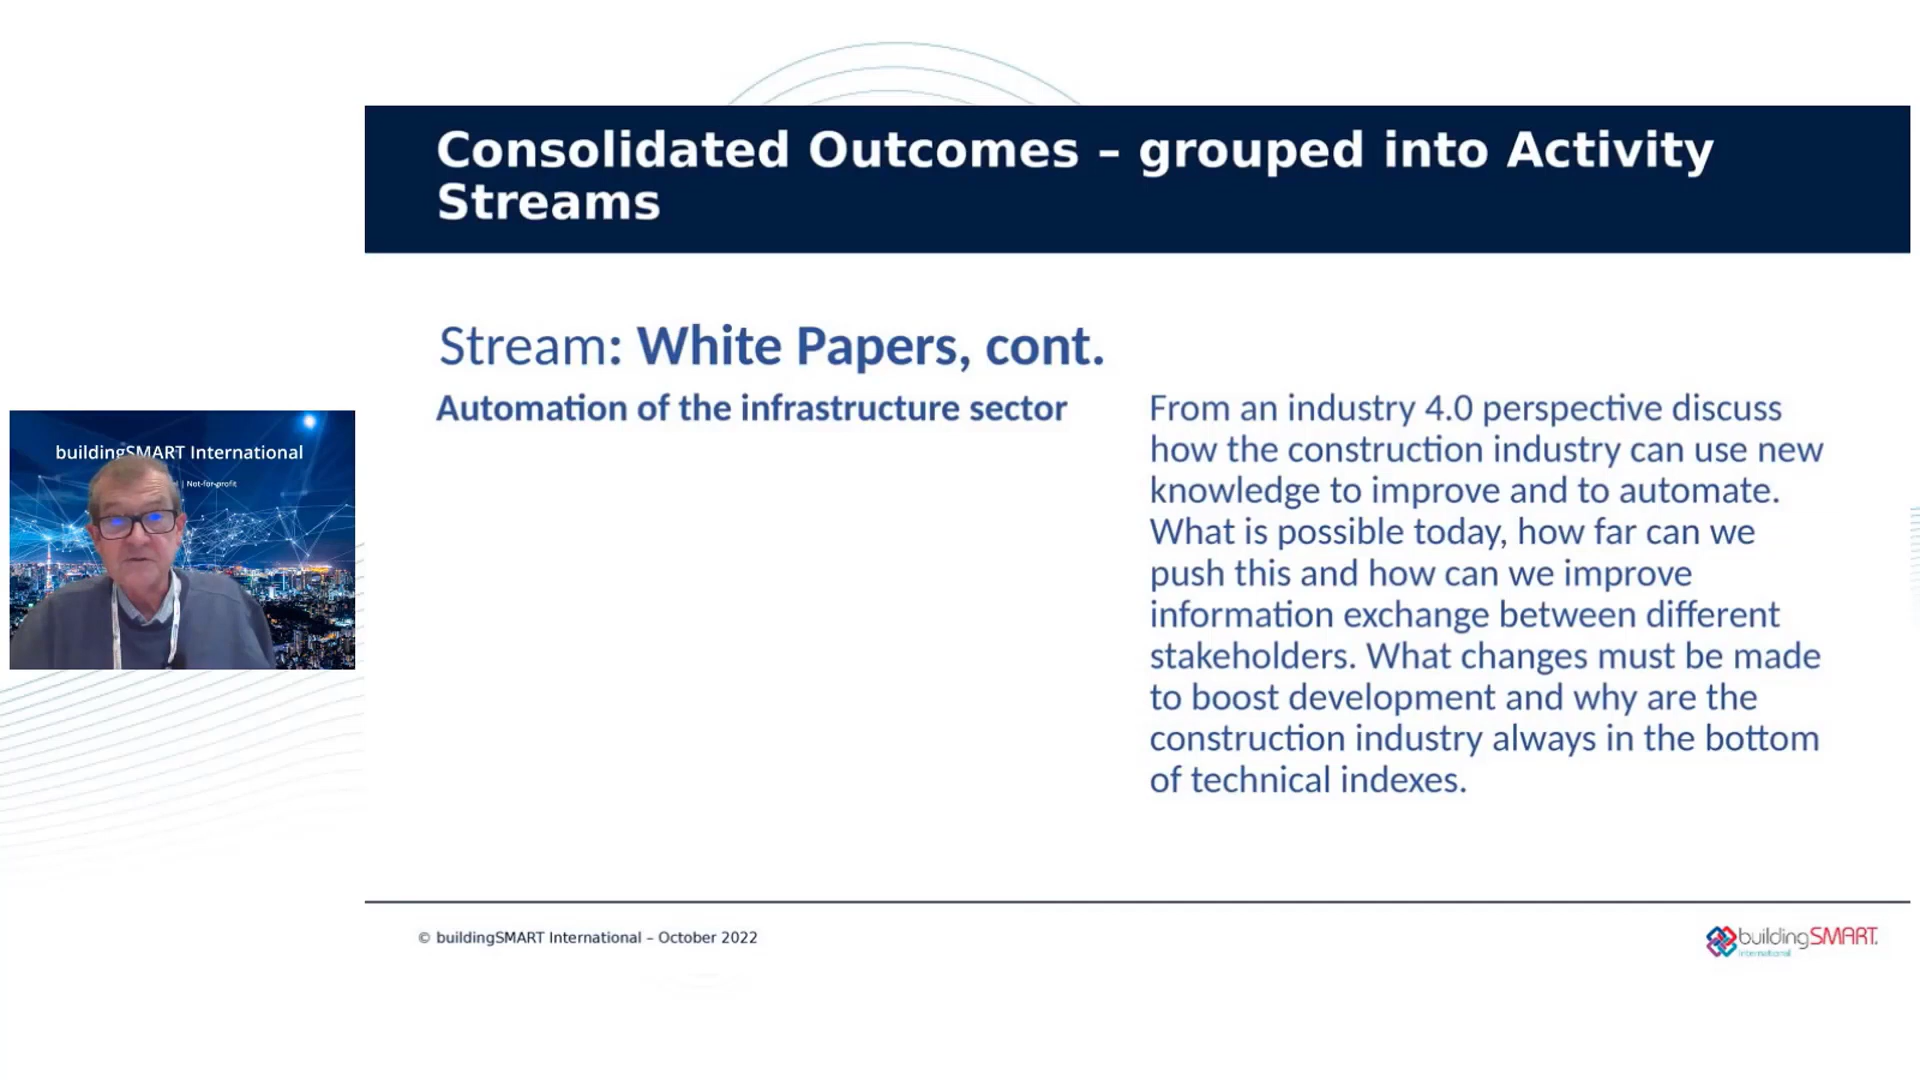 Consolidated Outcomes – grouped into Activity
Streams
Stream: White Papers, cont.
Automation of the infrastructure sector
From an industry 4.0 perspective discuss
how the construction industry can use new
knowledge to improve and to automate.
What is possible today, how far can we
push this and how can we improve
information exchange between different
stakeholders. What changes must be made
to boost development and why are the
construction industry always in the bottom
of technical indexes.
buildingSMART International
| Not-for-profit
© buildingSMART International – October 2022
buildingSMART.
International